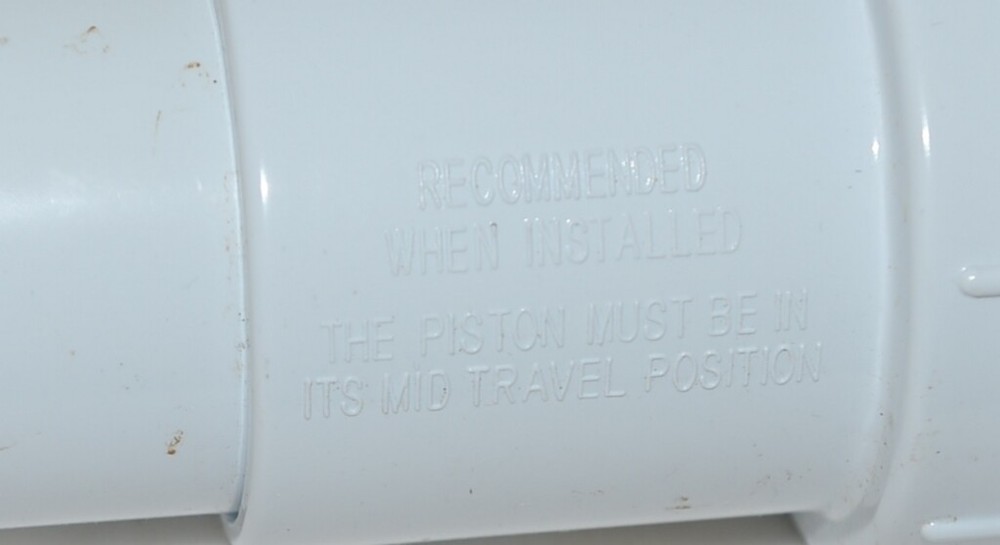 RECOMMENDED
WHEN INSTALLED
THE PISTON MUST BE IN
ITS MID TRAVEL POSITION